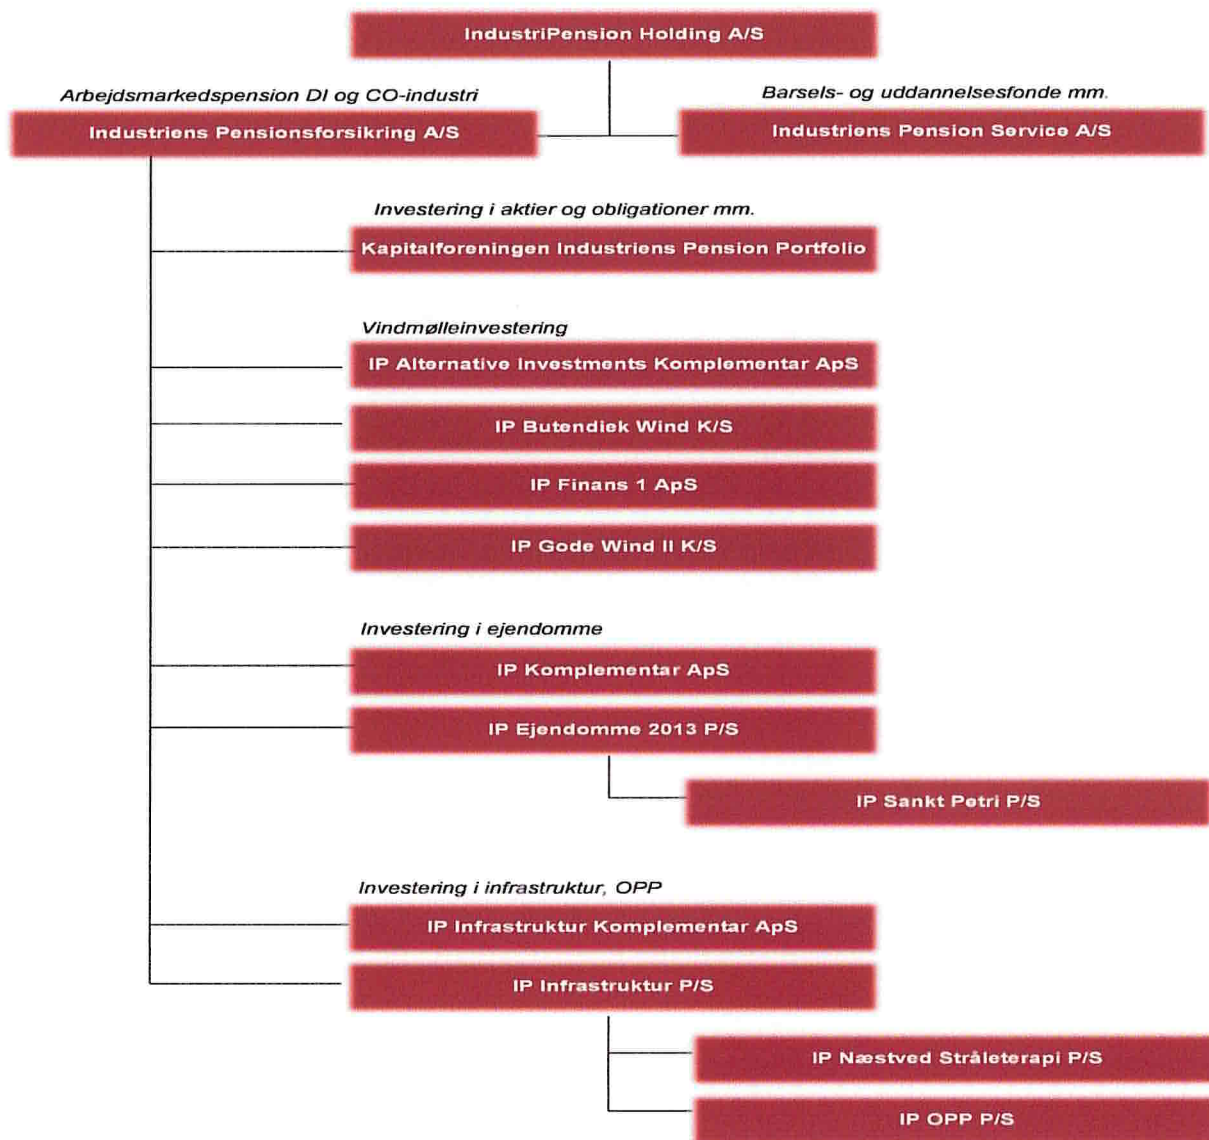 IndustriPension Holding A/S
Arbejdsmarkedspension DI og CO-industri
Barsels- og uddannelsesfonde mm.
Industriens Pensionsforsikring A/S
Industriens Pension Service A/S
Investering i aktier og obligationer mm.
Kapitalforeningen Industriens Pension Portfolio
Vindmølleinvestering
IP Alternative Investments Komplementar ApS
IP Butendiek Wind K/S
IP Finans 1 ApS
IP Gode Wind II K/S
Investering i ejendomme
IP Komplementar ApS
IP Ejendomme 2013 P/S
IP Sankt Petri P/S
Investering i infrastruktur, OPP
IP Infrastruktur Komplementar ApS
IP Infrastruktur P/S
IP Næstved Stråleterapi P/S
IP OPP P/S